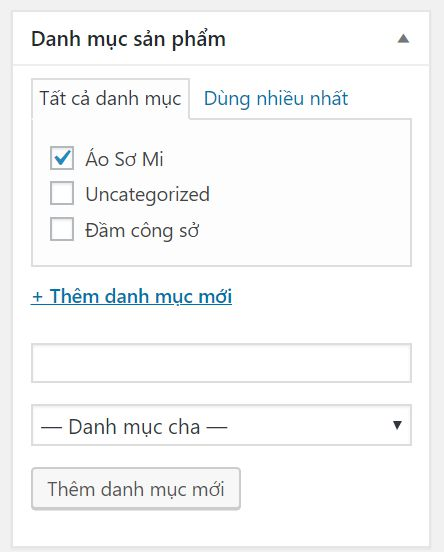 Danh mục sản phẩm
Tất cả danh mục Dùng nhiều nhất
Áo Sơ Mi
Uncategorized
Đầm công sở
+ Thêm danh mục mới
— Danh mục cha —
Thêm danh mục mới